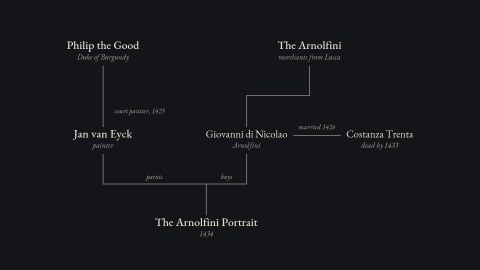 Philip the Good
Duke of Burgundy
The Arnolfini
merchants from Lucca
court painter, 1425
Jan van Eyck
painter
Giovanni di Nicolao
Arnolfini
married 1426
Costanza Trenta
dead by 1433
paints
buys
The Arnolfini Portrait
1434